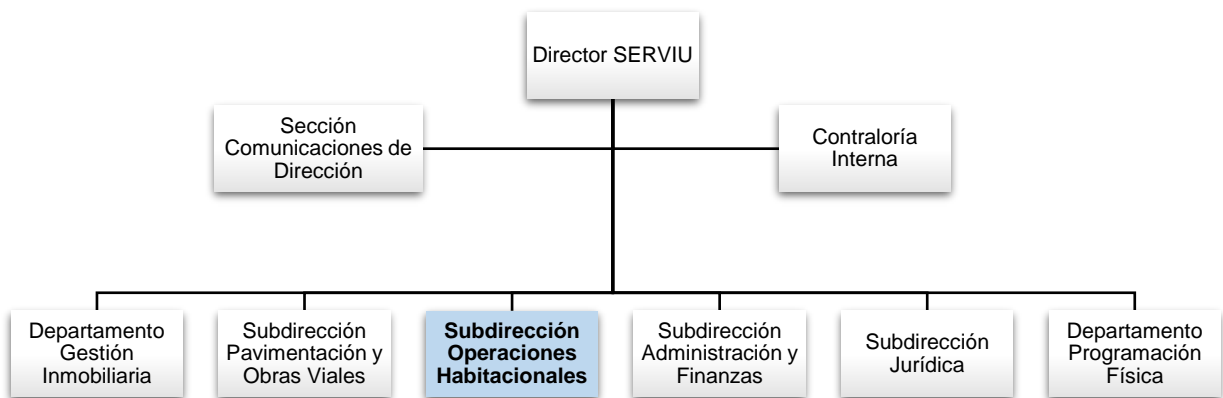 Director SERVIU
Sección
Comunicaciones de
Dirección
Contraloría
Interna
Departamento
Gestión
Inmobiliaria
Subdirección
Pavimentación y
Obras Viales
Subdirección
Operaciones
Habitacionales
Subdirección
Administración y
Finanzas
Subdirección
Jurídica
Departamento
Programación
Física